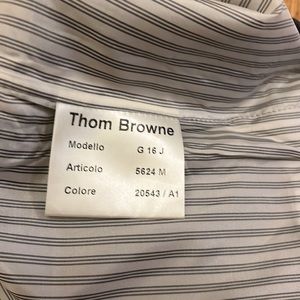 Thom Browne
Modello G 16 J
Articolo 5624 M
Colore 20543 / A1